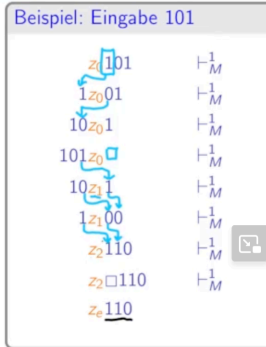 Beispiel: Eingabe 101
z₀101 ⊢¹_M
1z₀01 ⊢¹_M
10z₀1 ⊢¹_M
101z₀□ ⊢¹_M
10z₁1 ⊢¹_M
1z₁00 ⊢¹_M
z₂110 ⊢¹_M
z₂□110 ⊢¹_M
zₑ110